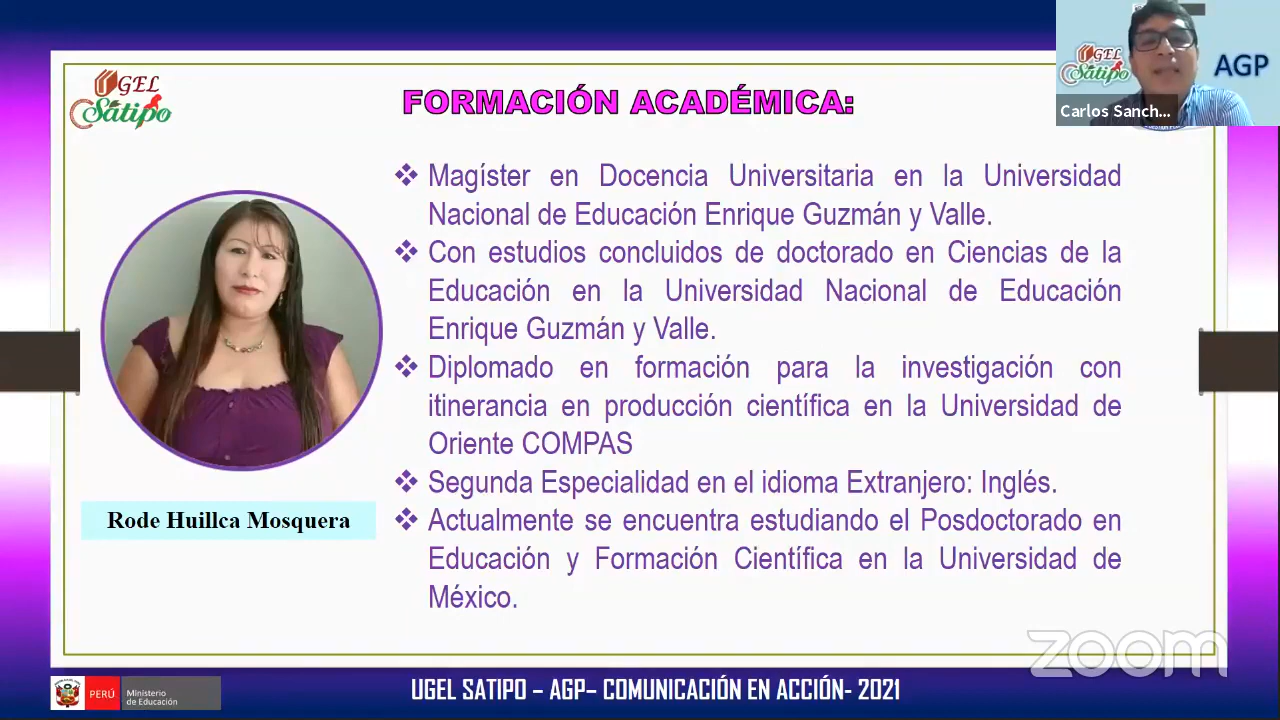 UGEL
Satipo
FORMACIÓN ACADÉMICA:
UGEL
Satipo
AGP
Carlos Sanch...
❖ Magíster en Docencia Universitaria en la Universidad
Nacional de Educación Enrique Guzmán y Valle.
❖ Con estudios concluidos de doctorado en Ciencias de la
Educación en la Universidad Nacional de Educación
Enrique Guzmán y Valle.
❖ Diplomado en formación para la investigación con
itinerancia en producción científica en la Universidad de
Oriente COMPAS
❖ Segunda Especialidad en el idioma Extranjero: Inglés.
❖ Actualmente se encuentra estudiando el Posdoctorado en
Educación y Formación Científica en la Universidad de
México.
Rode Huillca Mosquera
zoom
PERÚ
Ministerio
de Educación
UGEL SATIPO – AGP– COMUNICACIÓN EN ACCIÓN- 2021